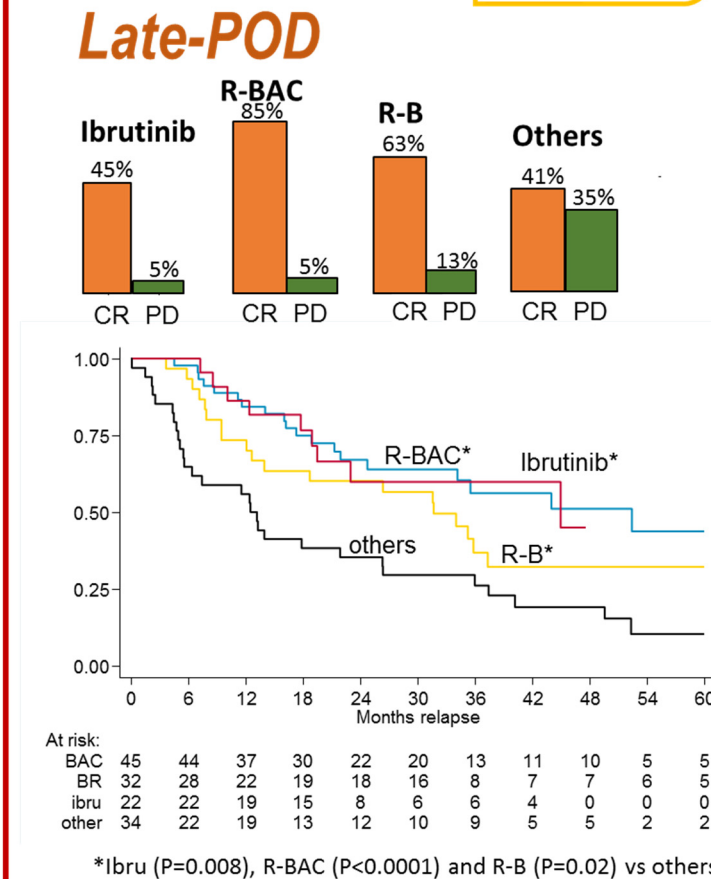 Late-POD
Ibrutinib
R-BAC
R-B
Others
45%
5%
85%
5%
63%
13%
41%
35%
CR PD
CR PD
CR PD
CR PD
1.00
0.75
0.50
0.25
0.00
R-BAC*
Ibrutinib*
others
R-B*
0 6 12 18 24 30 36 42 48 54 60
Months relapse
At risk:
BAC 45 44 37 30 22 20 13 11 10 5 5
BR 32 28 22 19 18 16 8 7 7 6 5
ibru 22 22 19 15 8 6 6 4 0 0 0
other 34 22 19 13 12 10 9 5 5 2 2
*Ibru (P=0.008), R-BAC (P<0.0001) and R-B (P=0.02) vs others